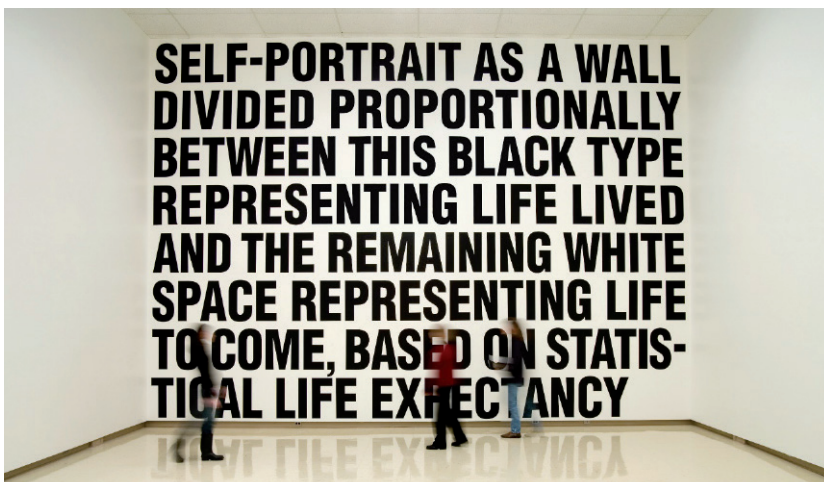 SELF-PORTRAIT AS A WALL
DIVIDED PROPORTIONALLY
BETWEEN THIS BLACK TYPE
REPRESENTING LIFE LIVED
AND THE REMAINING WHITE
SPACE REPRESENTING LIFE
TO COME, BASED ON STATIS-
TICAL LIFE EXPECTANCY